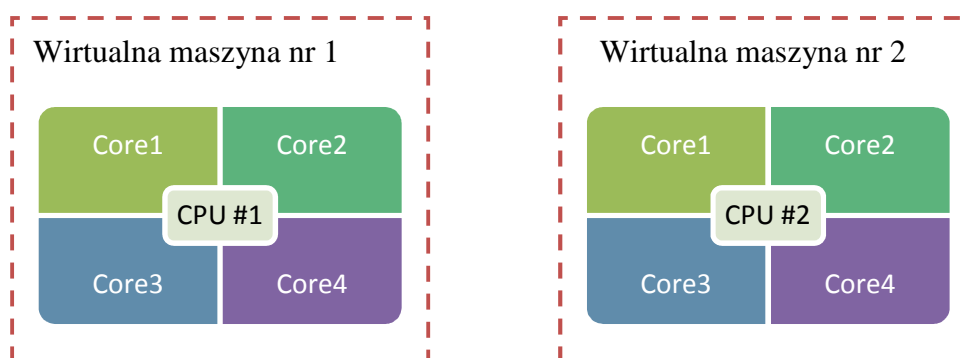 Wirtualna maszyna nr 1
Core1 Core2
CPU #1
Core3 Core4
Wirtualna maszyna nr 2
Core1 Core2
CPU #2
Core3 Core4